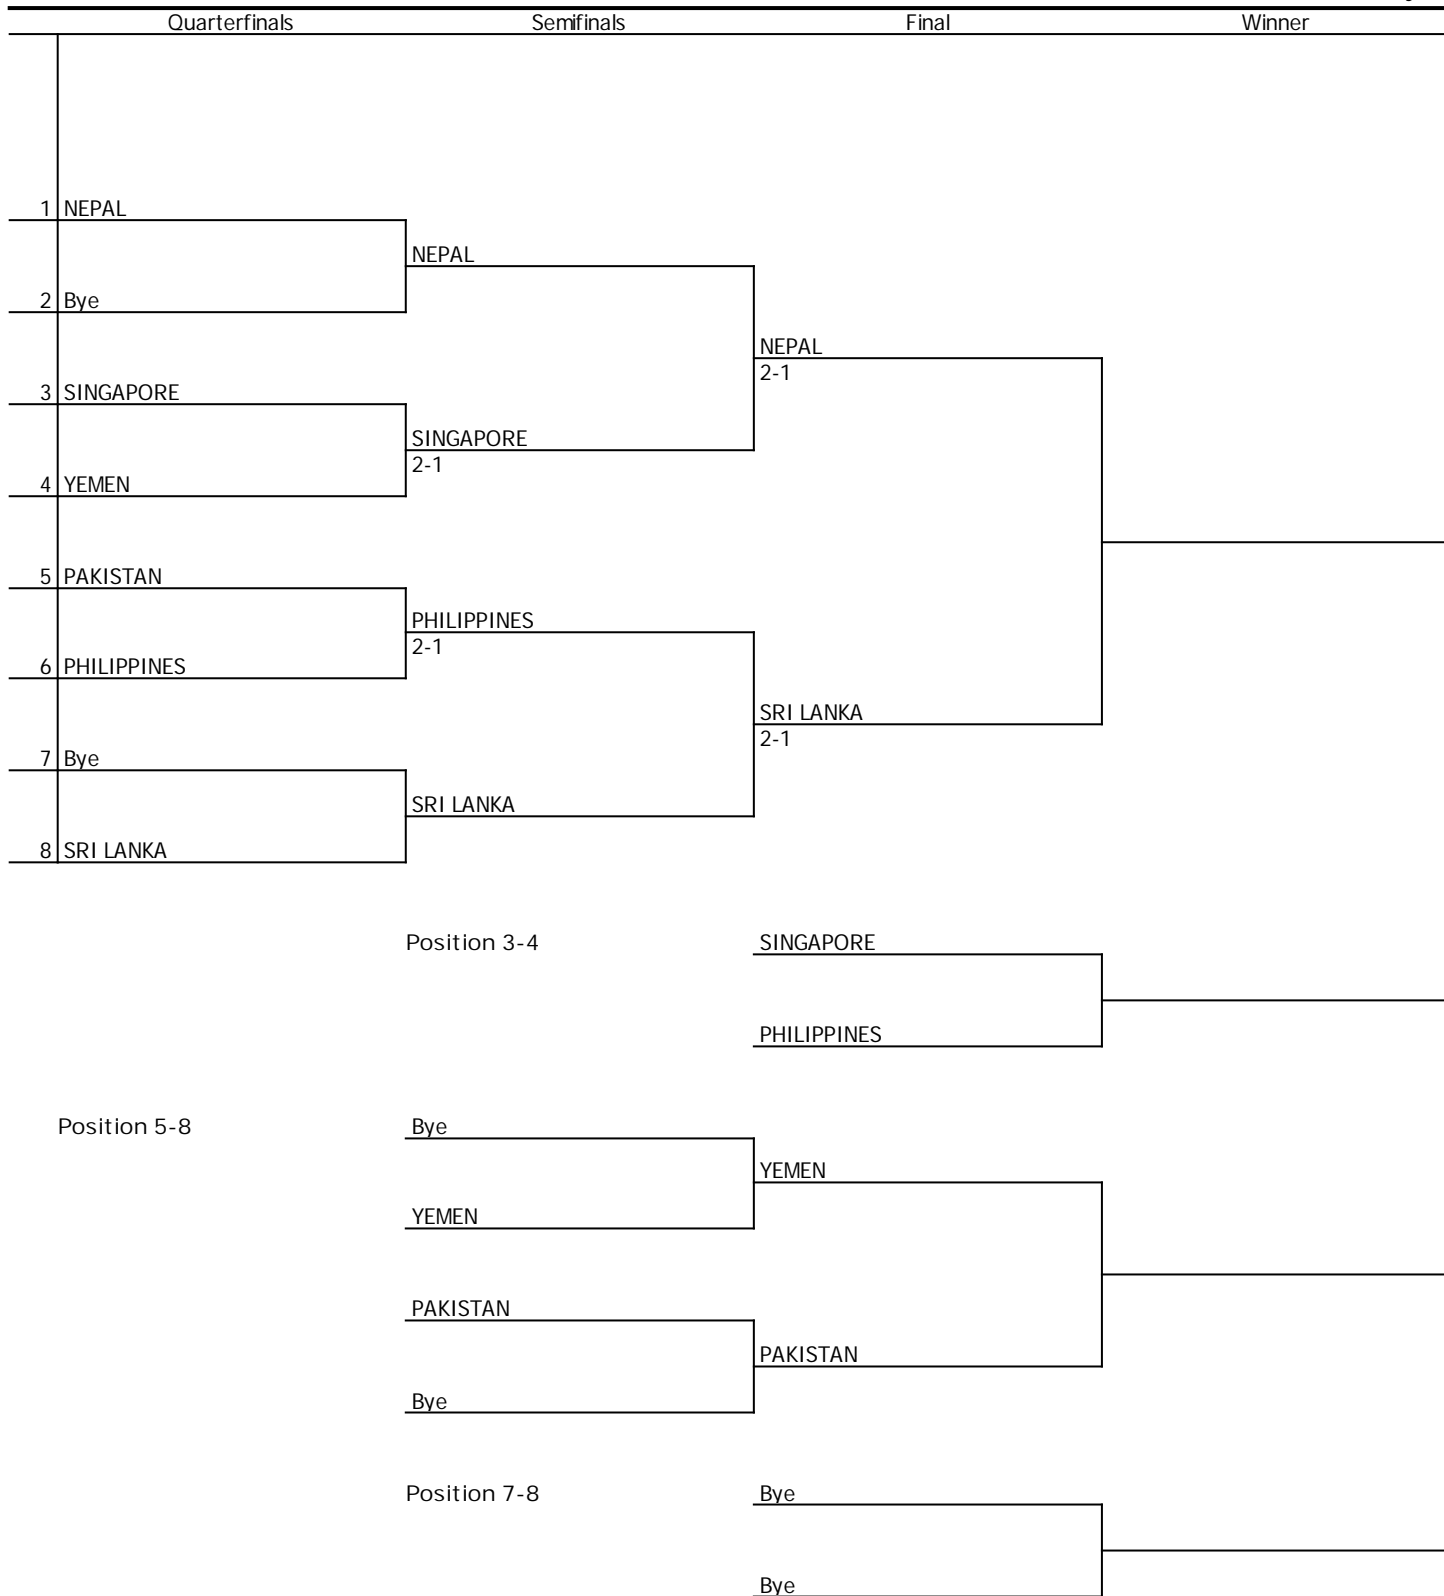 Quarterfinals Semifinals Final Winner
1 NEPAL
NEPAL
2 Bye
NEPAL
2-1
3 SINGAPORE
SINGAPORE
2-1
4 YEMEN
5 PAKISTAN
PHILIPPINES
2-1
6 PHILIPPINES
SRI LANKA
2-1
7 Bye
SRI LANKA
8 SRI LANKA
Position 3-4 SINGAPORE
PHILIPPINES
Position 5-8 Bye
YEMEN
YEMEN
PAKISTAN
PAKISTAN
Bye
Position 7-8 Bye
Bye